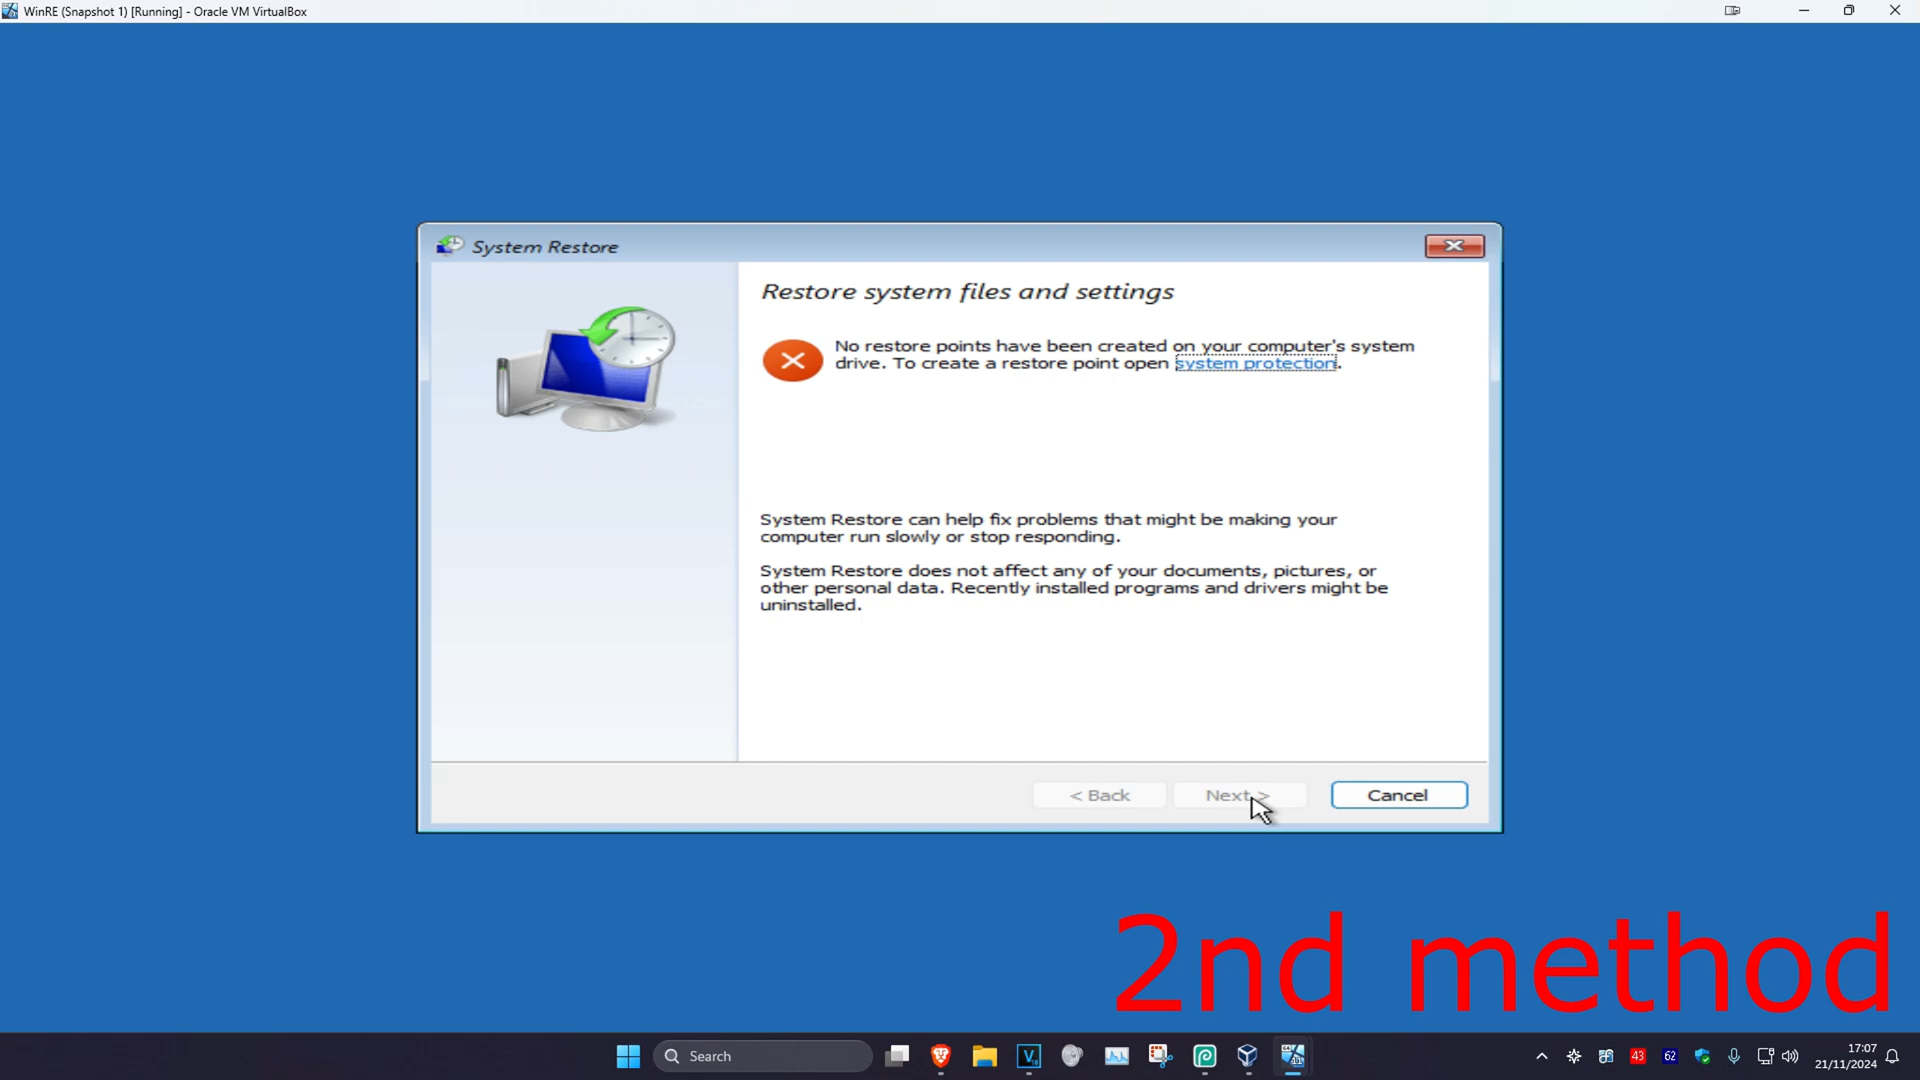 WinRE (Snapshot 1) [Running] - Oracle VM VirtualBox
System Restore
Restore system files and settings
No restore points have been created on your computer's system
drive. To create a restore point open system protection.
System Restore can help fix problems that might be making your
computer run slowly or stop responding.
System Restore does not affect any of your documents, pictures, or
other personal data. Recently installed programs and drivers might be
uninstalled.
< Back
Next >
Cancel
2nd method
Search
43
62
17:07
21/11/2024